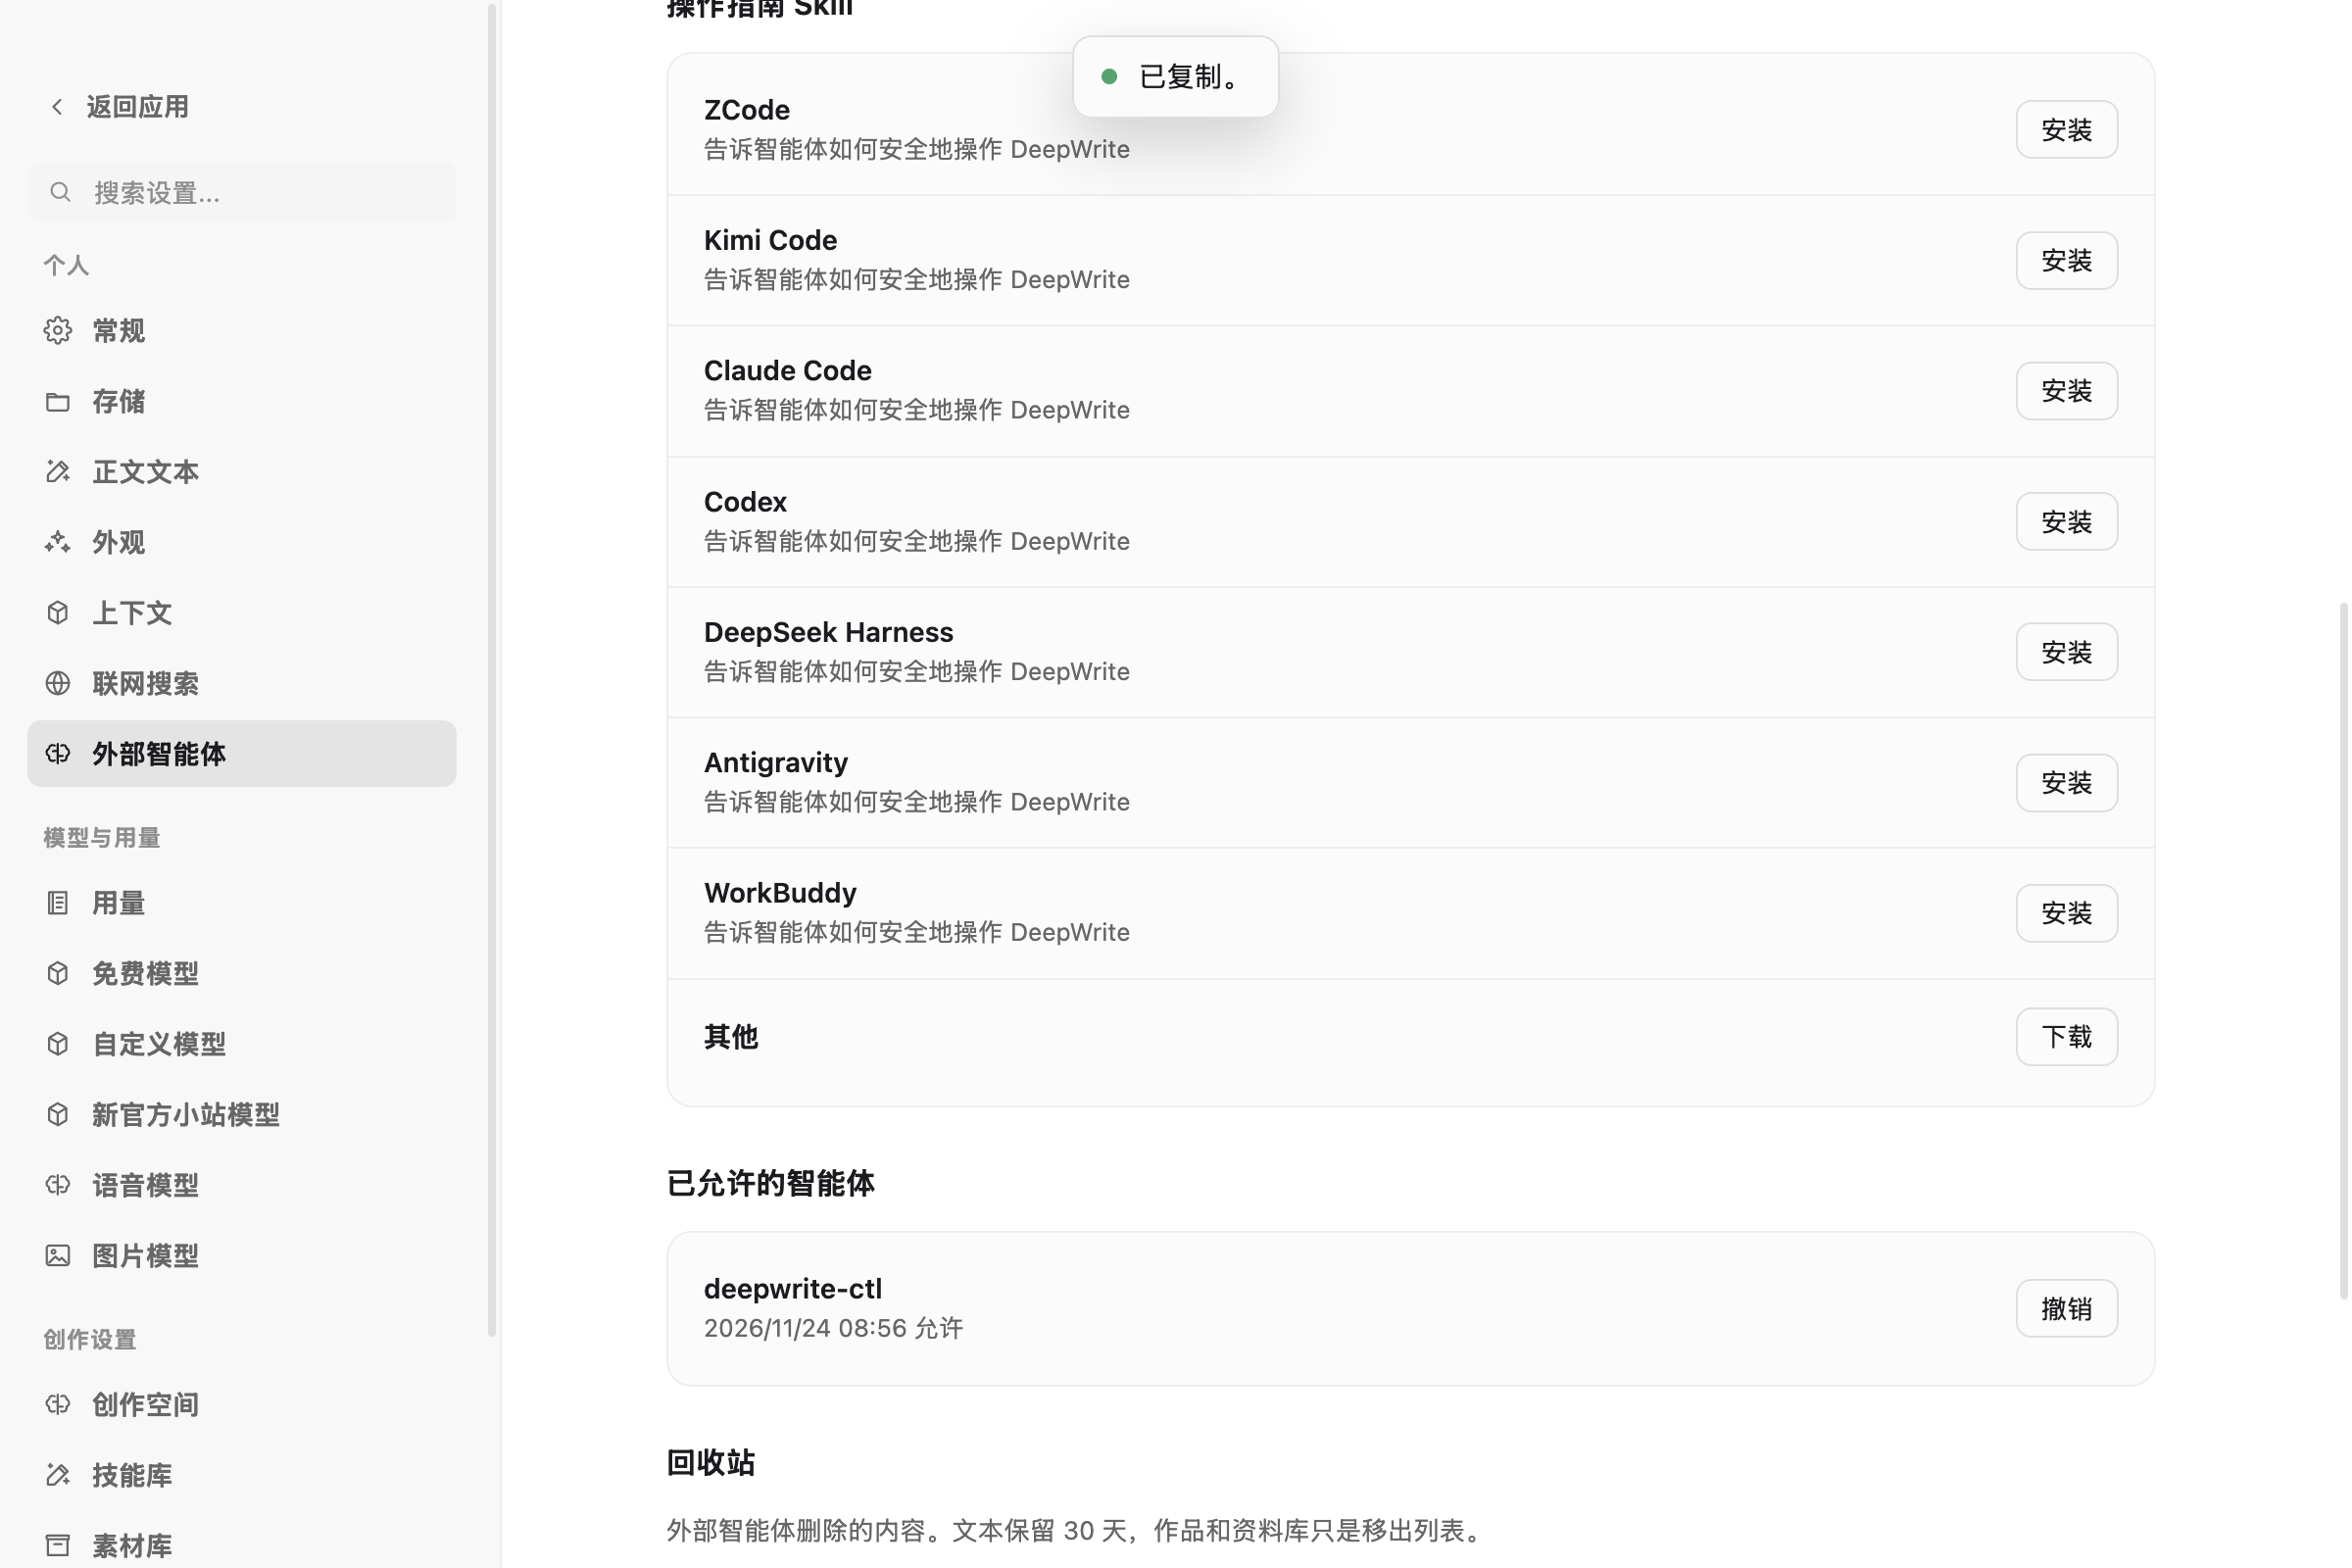 返回应用
搜索设置...
个人
常规
存储
正文文本
外观
上下文
联网搜索
外部智能体
模型与用量
用量
免费模型
自定义模型
新官方小站模型
语音模型
图片模型
创作设置
创作空间
技能库
素材库
操作指南 Skill
已复制。
ZCode
告诉智能体如何安全地操作 DeepWrite
安装
Kimi Code
告诉智能体如何安全地操作 DeepWrite
安装
Claude Code
告诉智能体如何安全地操作 DeepWrite
安装
Codex
告诉智能体如何安全地操作 DeepWrite
安装
DeepSeek Harness
告诉智能体如何安全地操作 DeepWrite
安装
Antigravity
告诉智能体如何安全地操作 DeepWrite
安装
WorkBuddy
告诉智能体如何安全地操作 DeepWrite
安装
其他
下载
已允许的智能体
deepwrite-ctl
2026/11/24 08:56 允许
撤销
回收站
外部智能体删除的内容。文本保留 30 天，作品和资料库只是移出列表。